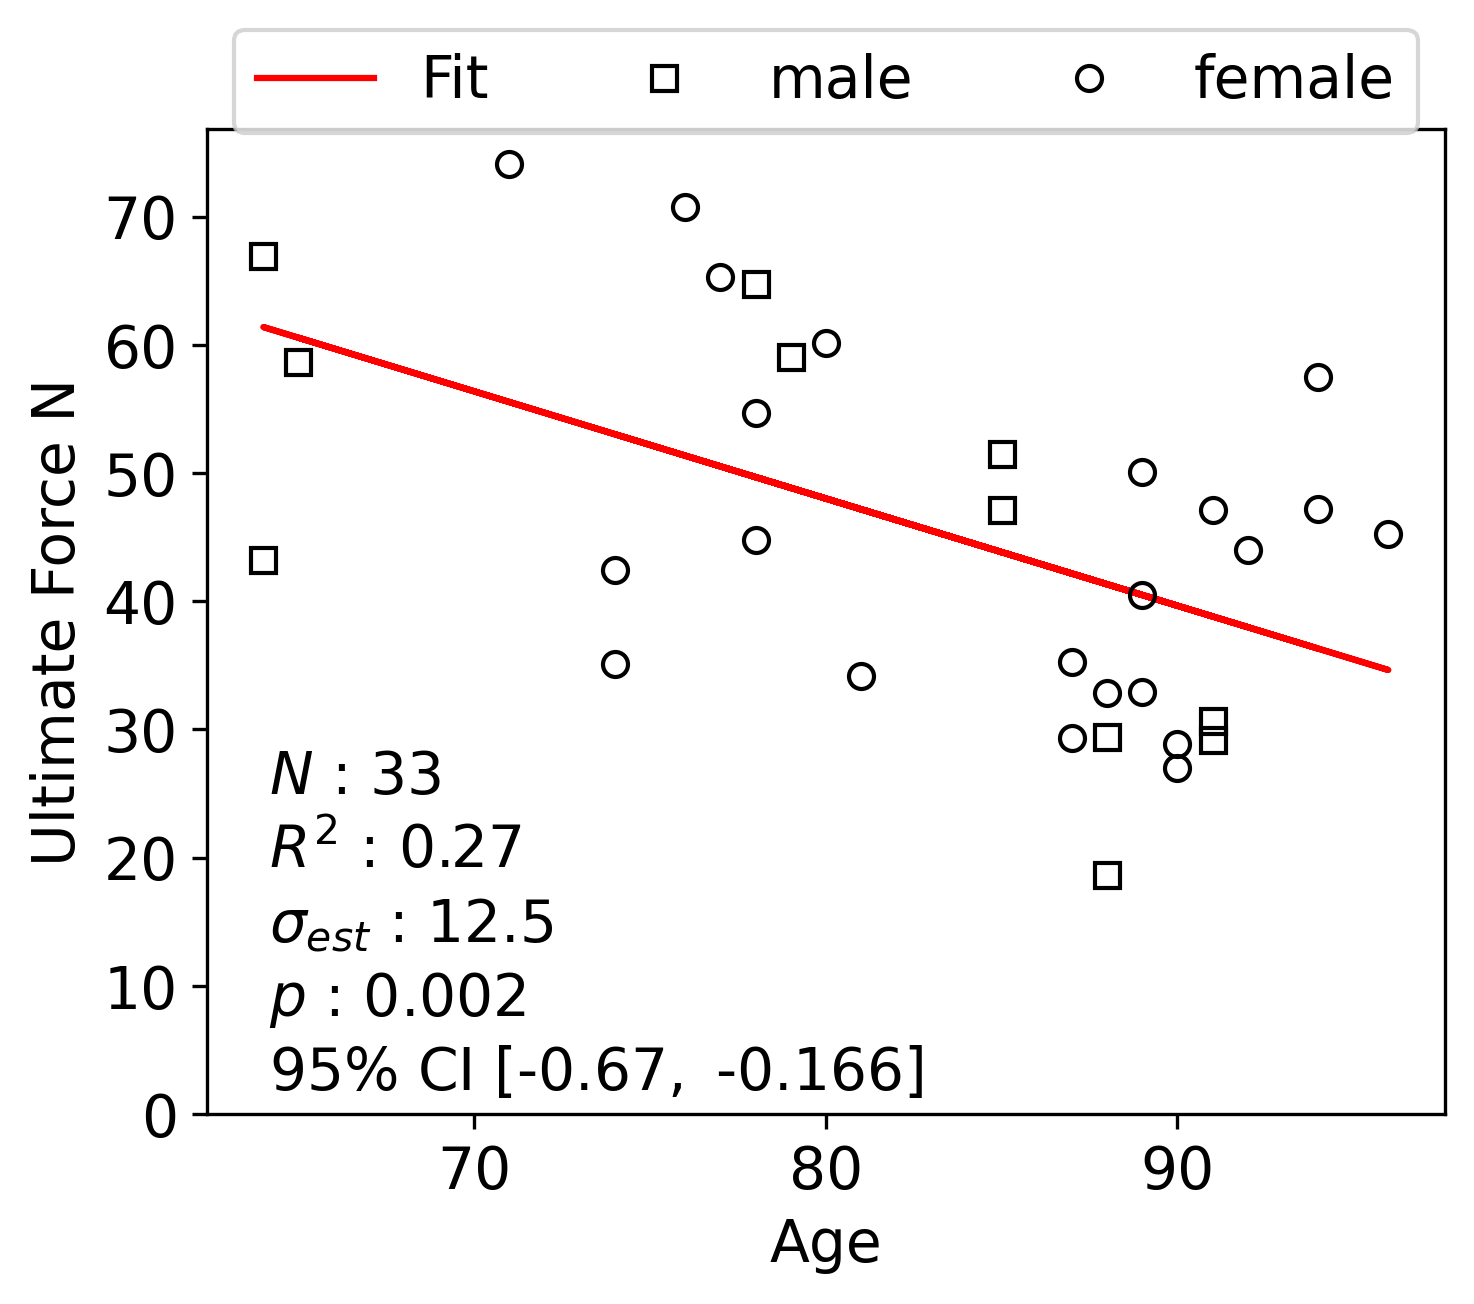 Fit male female
Ultimate Force N
70
60
50
40
30
20
10
0
N : 33
R² : 0.27
σest : 12.5
p : 0.002
95% CI [-0.67, -0.166]
70 80 90
Age